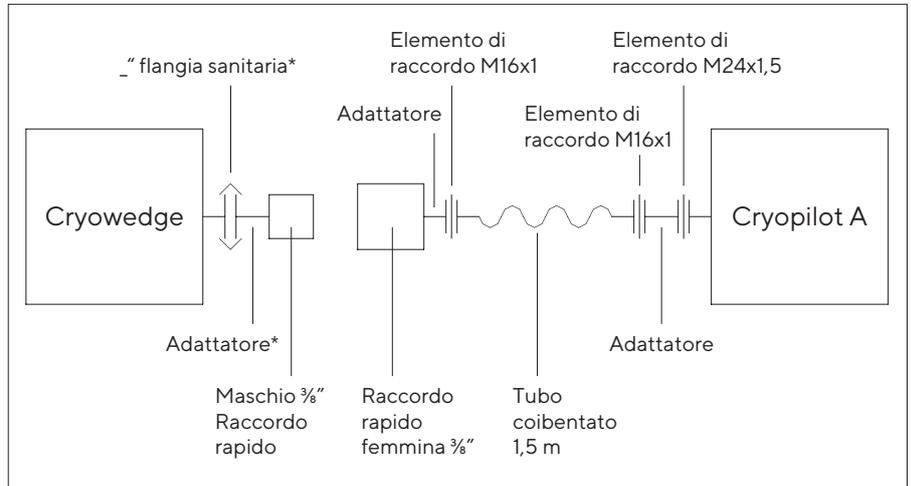 Elemento di
raccordo M16x1
Elemento di
raccordo M24x1,5
_“ flangia sanitaria*
Adattatore
Elemento di
raccordo M16x1
Cryowedge
Cryopilot A
Adattatore*
Adattatore
Maschio ⅜”
Raccordo
rapido
Raccordo
rapido
femmina ⅜”
Tubo
coibentato
1,5 m